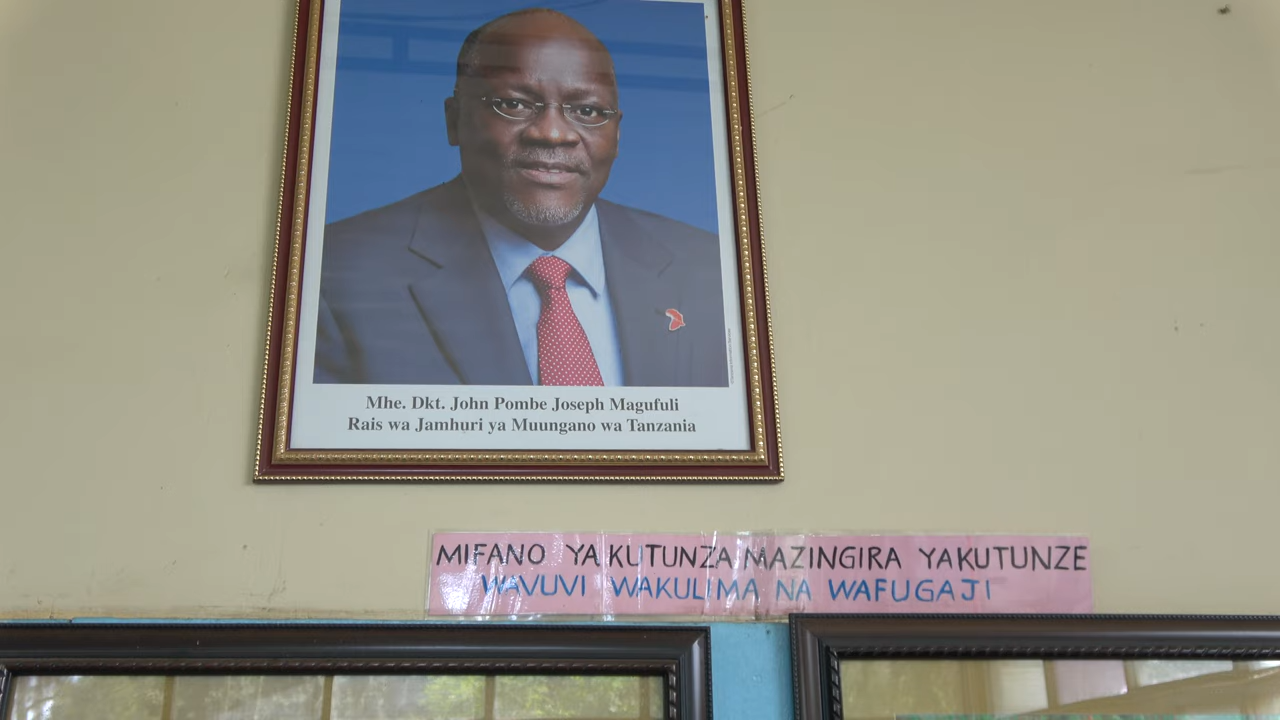 Mhe. Dkt. John Pombe Joseph Magufuli
Rais wa Jamhuri ya Muungano wa Tanzania
MIFANO YA KUTUNZA MAZINGIRA YAKUTUNZE
WAVUVI WAKULIMA NA WAFUGAJI